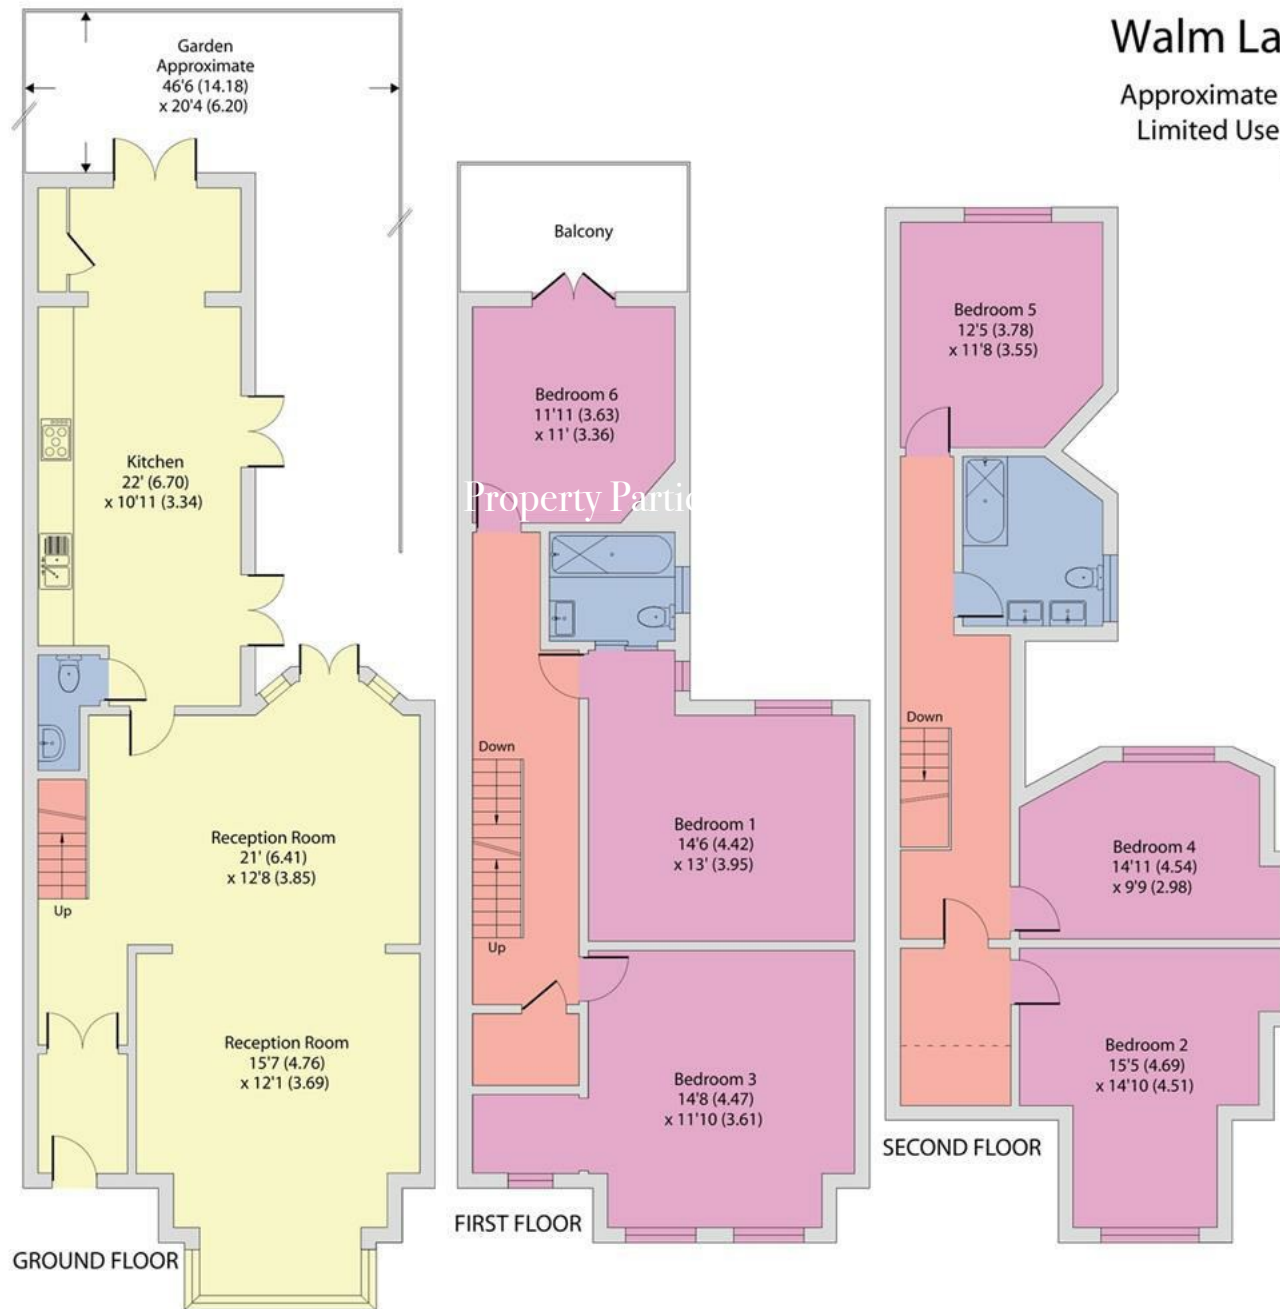 Walm La
Approximate
Limited Use
Garden
Approximate
46'6 (14.18)
x 20'4 (6.20)
Kitchen
22' (6.70)
x 10'11 (3.34)
Reception Room
21' (6.41)
x 12'8 (3.85)
Up
Reception Room
15'7 (4.76)
x 12'1 (3.69)
GROUND FLOOR
Balcony
Bedroom 6
11'11 (3.63)
x 11' (3.36)
Property Partic
Down
Bedroom 1
14'6 (4.42)
x 13' (3.95)
Up
Bedroom 3
14'8 (4.47)
x 11'10 (3.61)
FIRST FLOOR
Bedroom 5
12'5 (3.78)
x 11'8 (3.55)
Down
Bedroom 4
14'11 (4.54)
x 9'9 (2.98)
Bedroom 2
15'5 (4.69)
x 14'10 (4.51)
SECOND FLOOR